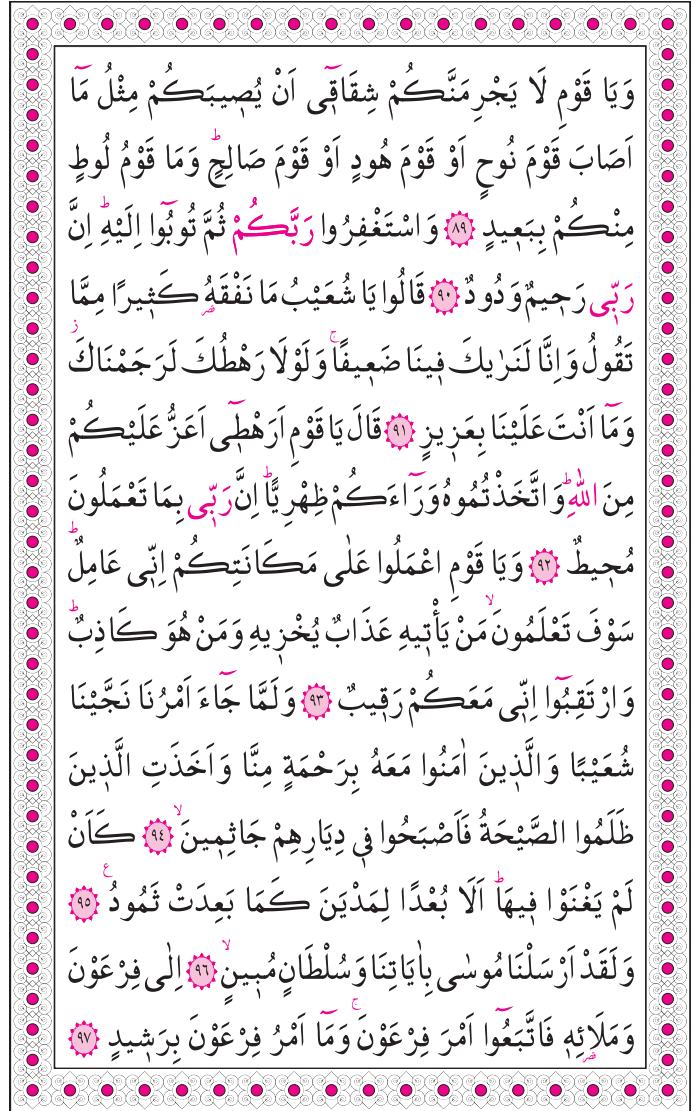 وَيَا قَوْمِ لَا يَجْرِمَنَّكُمْ شِقَاقٖٓى اَنْ يُصٖيبَكُمْ مِثْلُ مَٓا
اَصَابَ قَوْمَ نُوحٍ اَوْ قَوْمَ هُودٍ اَوْ قَوْمَ صَالِحٍؕ وَمَا قَوْمُ لُوطٍ
مِنْكُمْ بِبَعٖيدٍ ﴿٨٩﴾ وَاسْتَغْفِرُوا رَبَّكُمْ ثُمَّ تُوبُٓوا اِلَيْهِؕ اِنَّ
رَبّٖى رَحٖيمٌ وَدُودٌ ﴿٩٠﴾ قَالُوا يَا شُعَيْبُ مَا نَفْقَهُ كَثٖيرًا مِمَّا
تَقُولُ وَاِنَّا لَنَرٰيكَ فٖينَا ضَعٖيفًاۚ وَلَوْلَا رَهْطُكَ لَرَجَمْنَاكَؗ
وَمَٓا اَنْتَ عَلَيْنَا بِعَزٖيزٍ ﴿٩١﴾ قَالَ يَا قَوْمِ اَرَهْطٖٓى اَعَزُّ عَلَيْكُمْ
مِنَ اللّٰهِؕ وَاتَّخَذْتُمُوهُ وَرَٓاءَكُمْ ظِهْرِيًّاؕ اِنَّ رَبّٖى بِمَا تَعْمَلُونَ
مُحٖيطٌ ﴿٩٢﴾ وَيَا قَوْمِ اعْمَلُوا عَلٰى مَكَانَتِكُمْ اِنّٖى عَامِلٌؕ
سَوْفَ تَعْلَمُونَۙ مَنْ يَأْتٖيهِ عَذَابٌ يُخْزٖيهِ وَمَنْ هُوَ كَاذِبٌؕ
وَارْتَقِبُٓوا اِنّٖى مَعَكُمْ رَقٖيبٌ ﴿٩٣﴾ وَلَمَّا جَٓاءَ اَمْرُنَا نَجَّيْنَا
شُعَيْبًا وَالَّذٖينَ اٰمَنُوا مَعَهُ بِرَحْمَةٍ مِنَّا وَاَخَذَتِ الَّذٖينَ
ظَلَمُوا الصَّيْحَةُ فَاَصْبَحُوا فٖى دِيَارِهِمْ جَاثِمٖينَۙ ﴿٩٤﴾ كَاَنْ
لَمْ يَغْنَوْا فٖيهَاؕ اَلَا بُعْدًا لِمَدْيَنَ كَمَا بَعِدَتْ ثَمُودُࣖ ﴿٩٥﴾
وَلَقَدْ اَرْسَلْنَا مُوسٰى بِاٰيَاتِنَا وَسُلْطَانٍ مُبٖينٍۙ ﴿٩٦﴾ اِلٰى فِرْعَوْنَ
وَمَلَا۬ئِهٖ فَاتَّبَعُٓوا اَمْرَ فِرْعَوْنَۚ وَمَٓا اَمْرُ فِرْعَوْنَ بِرَشٖيدٍ ﴿٩٧﴾